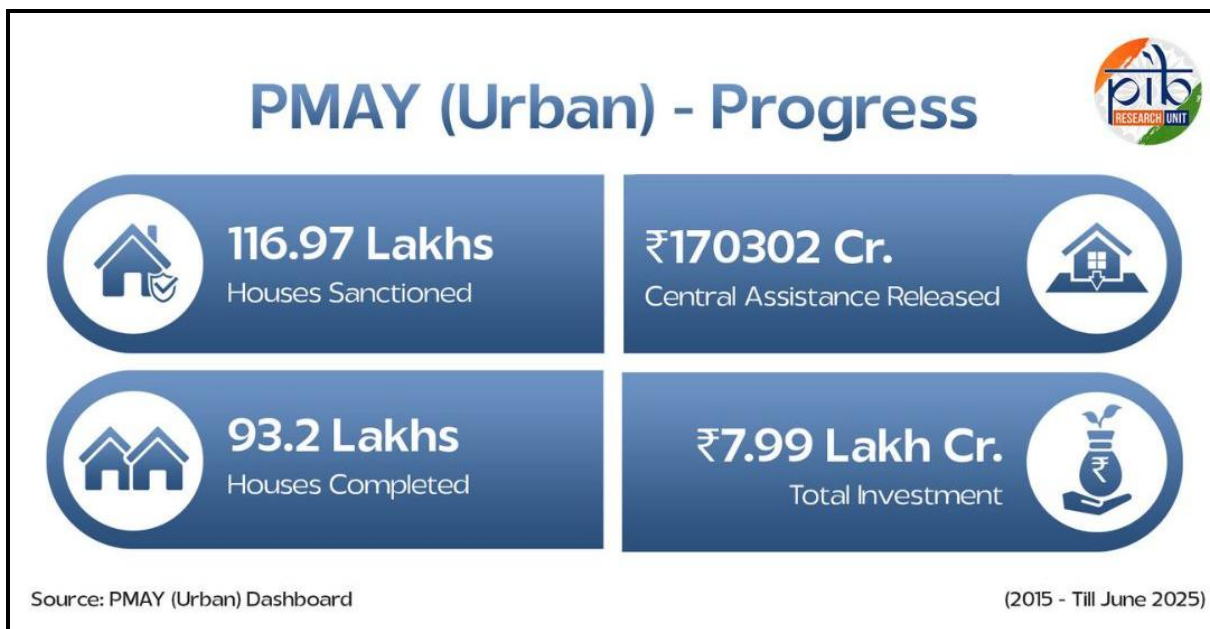 PMAY (Urban) - Progress
pib
RESEARCH UNIT
116.97 Lakhs
Houses Sanctioned
₹170302 Cr.
Central Assistance Released
93.2 Lakhs
Houses Completed
₹7.99 Lakh Cr.
Total Investment
₹
Source: PMAY (Urban) Dashboard
(2015 - Till June 2025)